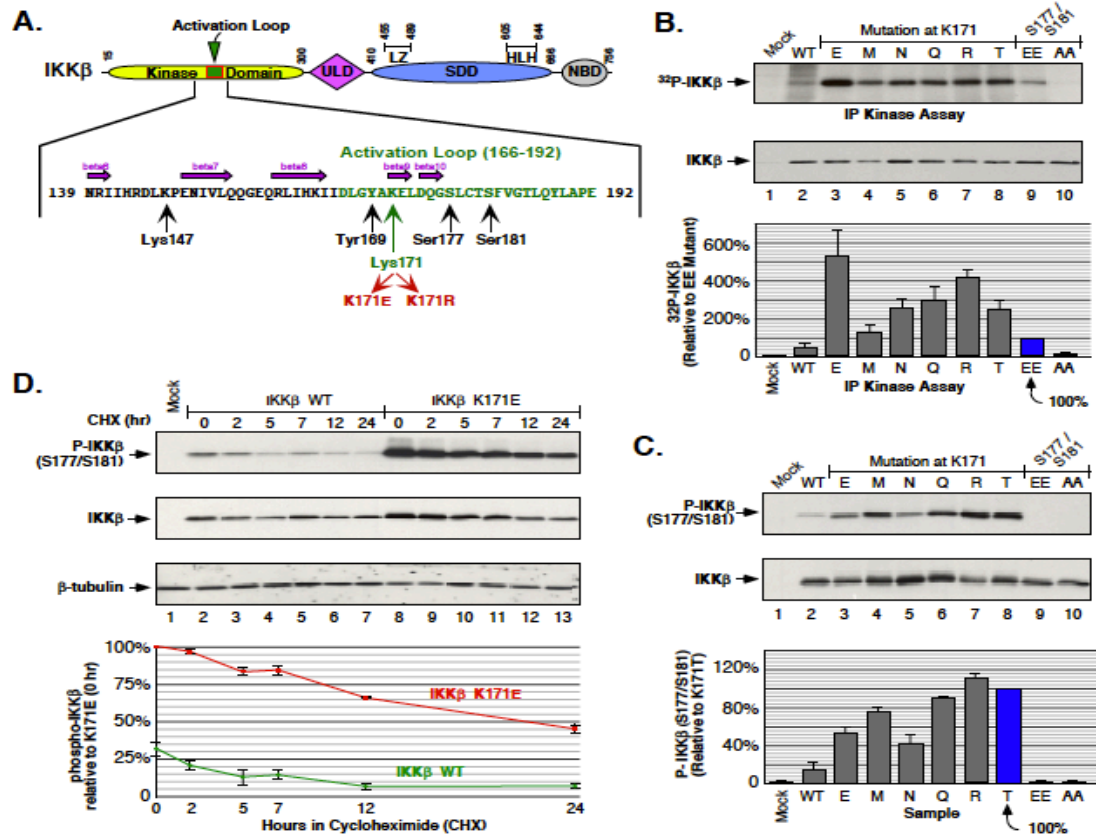 A.
Activation Loop
IKKβ
15
Kinase Domain
300
ULD
410
455
LZ
489
SDD
605
HLH
644
666
NBD
756
Activation Loop (166-192)
beta6 beta7 beta8 beta9 beta10
139 NRIIHRDLKPENIVLQQGEQRLIHKIIDLGYAKELDQGSLCTSFVGTLQYLAPE 192
Lys147 Tyr169 Ser177 Ser181
Lys171
K171E K171R
B.
Mock WT Mutation at K171 S177/ S181
E M N Q R T EE AA
32P-IKKβ
IP Kinase Assay
IKKβ
1 2 3 4 5 6 7 8 9 10
32P-IKKβ
(Relative to EE Mutant)
600%
400%
200%
0
Mock WT E M N Q R T EE AA
IP Kinase Assay
100%
C.
Mock WT Mutation at K171 S177/ S181
E M N Q R T EE AA
P-IKKβ
(S177/S181)
IKKβ
1 2 3 4 5 6 7 8 9 10
P-IKKβ (S177/S181)
(Relative to K171T)
120%
80%
40%
0
Mock WT E M N Q R T EE AA
Sample
100%
D.
Mock IKKβ WT IKKβ K171E
CHX (hr) 0 2 5 7 12 24 0 2 5 7 12 24
P-IKKβ
(S177/S181)
IKKβ
β-tubulin
1 2 3 4 5 6 7 8 9 10 11 12 13
phospho-IKKβ
relative to K171E (0 hr)
100%
75%
50%
25%
0
IKKβ K171E
IKKβ WT
0 2 5 7 12 24
Hours in Cycloheximide (CHX)